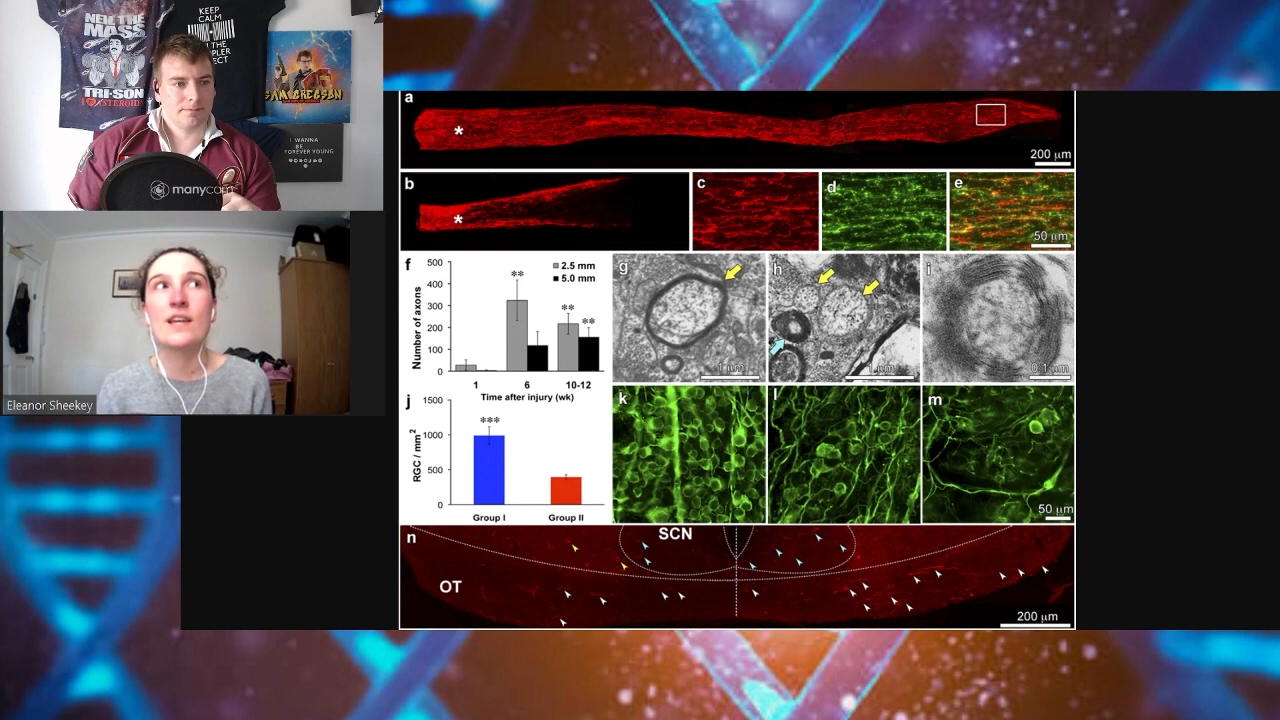 NEIL THE
MASS
TRI-SON
I ASTEROID
KEEP
CALM
SAM GREGSON
I WANNA
BE
FOREVER YOUNG
manycam
Eleanor Sheekey
a
*
200 µm
b
*
c
d
e
50 µm
f
500
400
300
200
100
0
Number of axons
2.5 mm
5.0 mm
**
**
**
1
6
10-12
Time after injury (wk)
g
1 µm
h
1 µm
i
0.1 µm
j
1500
1000
500
0
RGC / mm²
***
Group I
Group II
k
l
m
50 µm
n
SCN
OT
200 µm